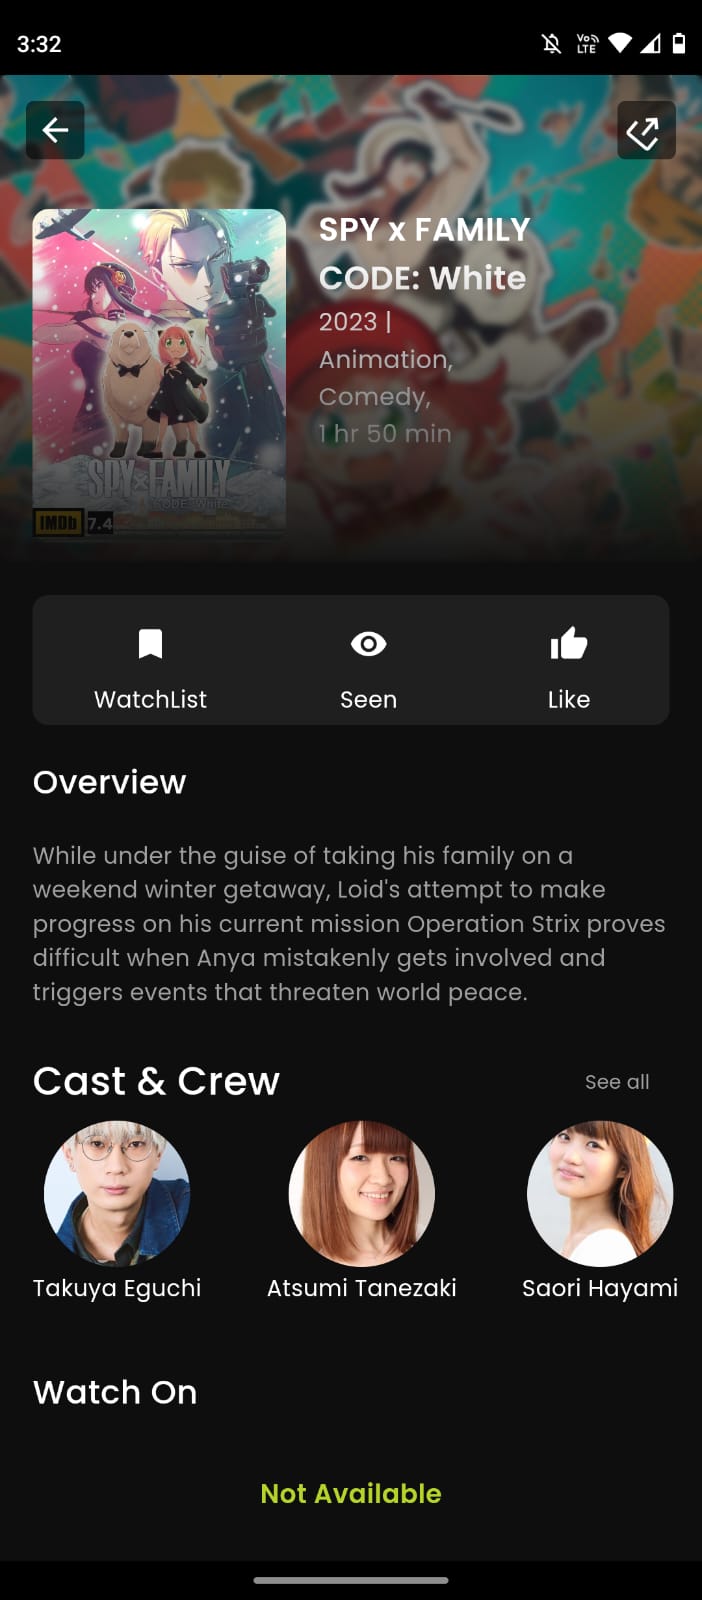 3:32
Vo
LTE
SPY x FAMILY
CODE: White
2023 |
Animation,
Comedy,
1 hr 50 min
SPY×FAMILY
CODE: White
IMDb 7.4
WatchList Seen Like
Overview
While under the guise of taking his family on a
weekend winter getaway, Loid's attempt to make
progress on his current mission Operation Strix proves
difficult when Anya mistakenly gets involved and
triggers events that threaten world peace.
Cast & Crew See all
Takuya Eguchi Atsumi Tanezaki Saori Hayami
Watch On
Not Available